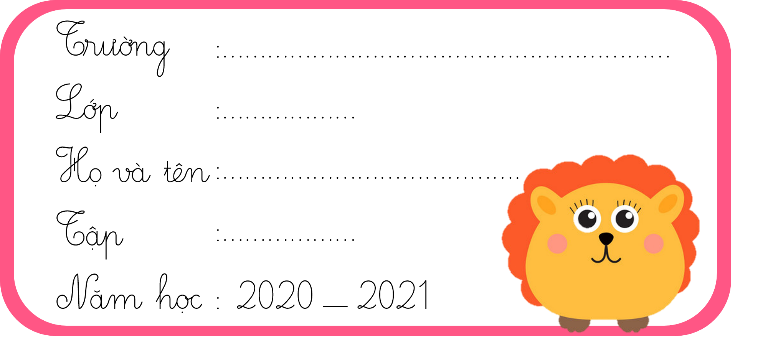 Trường :......................................................
Lớp :.................
Họ và tên :....................................
Tập :.................
Năm học : 2020 _ 2021